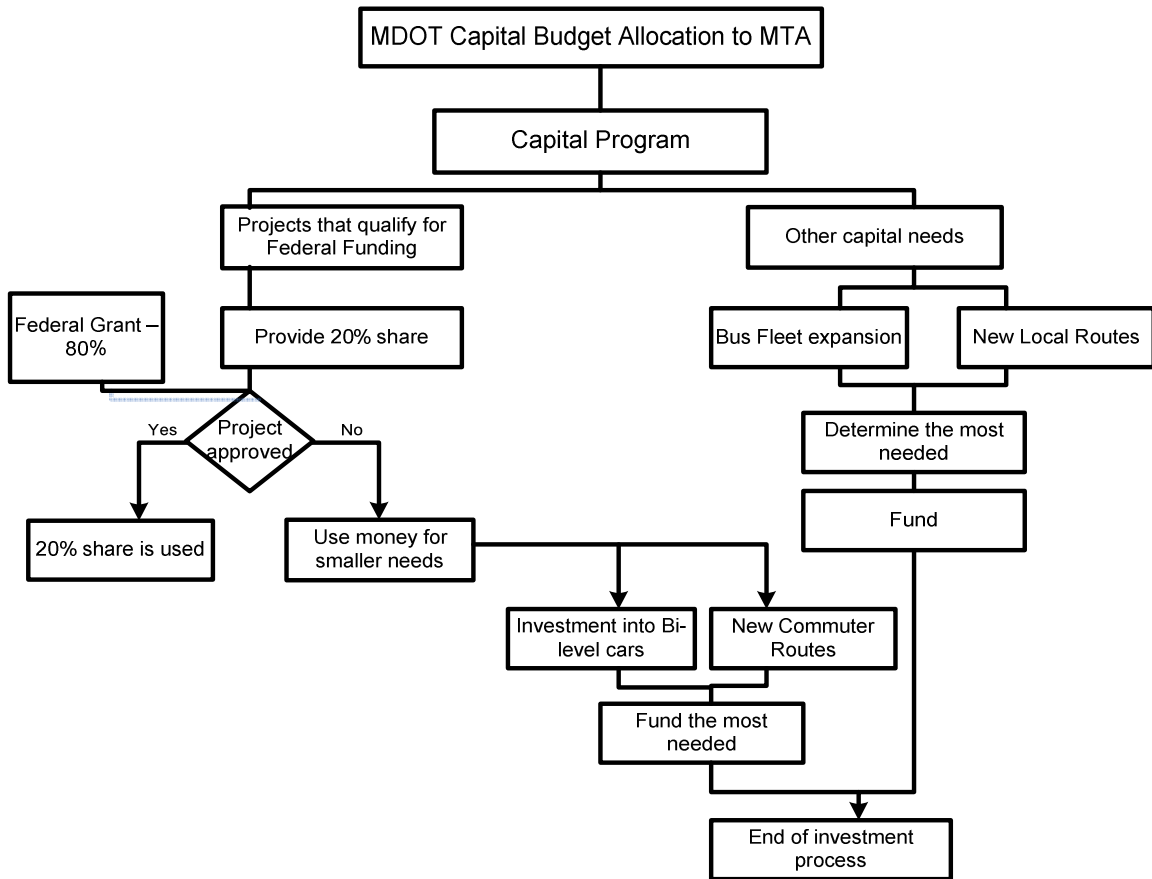 MDOT Capital Budget Allocation to MTA
Capital Program
Projects that qualify for
Federal Funding
Other capital needs
Federal Grant –
80%
Provide 20% share
Bus Fleet expansion
New Local Routes
Yes
Project
approved
No
Determine the most
needed
20% share is used
Use money for
smaller needs
Fund
Investment into Bi-
level cars
New Commuter
Routes
Fund the most
needed
End of investment
process